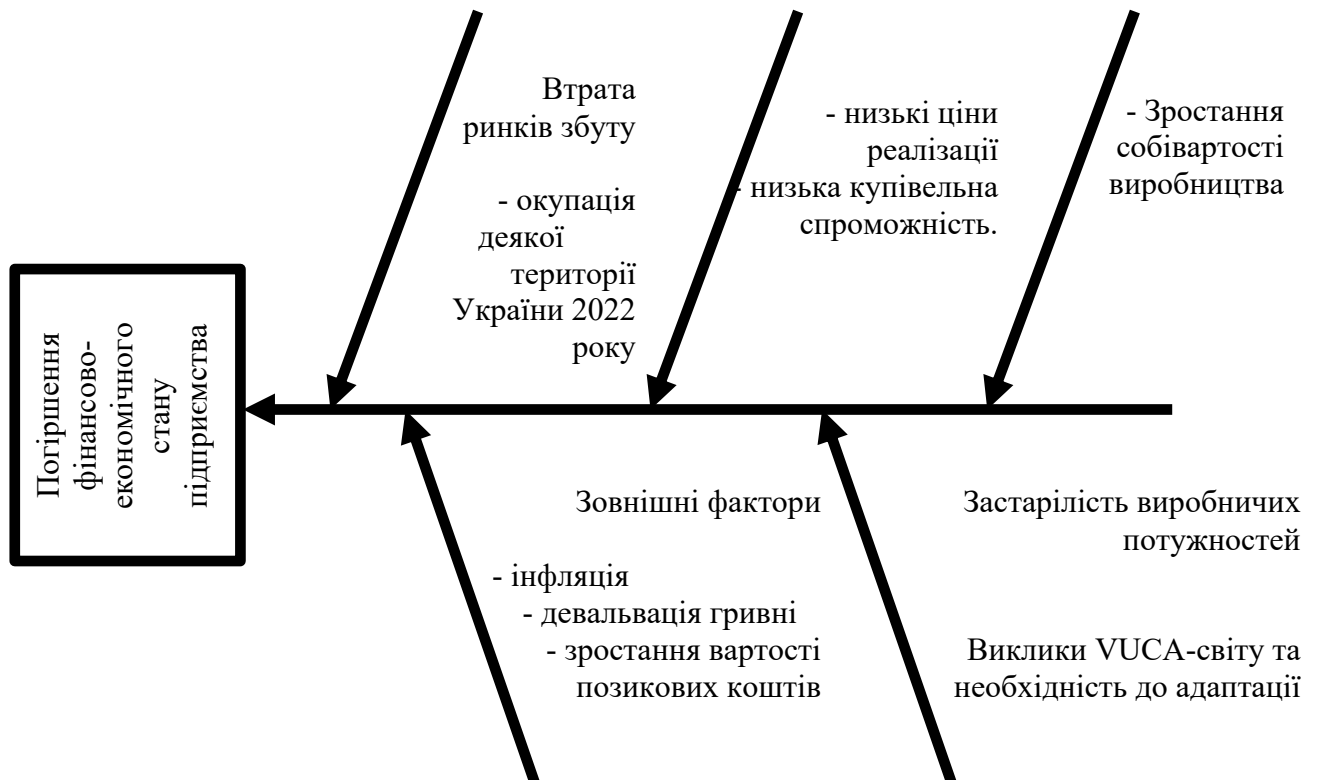 Втрата
ринків збуту
- окупація
деякої
території
України 2022
року
- низькі ціни
реалізації
- низька купівельна
спроможність.
- Зростання
собівартості
виробництва
Погіршення
фінансово-
економічного
стану
підприємства
Зовнішні фактори
- інфляція
- девальвація гривні
- зростання вартості
позикових коштів
Застарілість виробничих
потужностей
Виклики VUCA-світу та
необхідність до адаптації